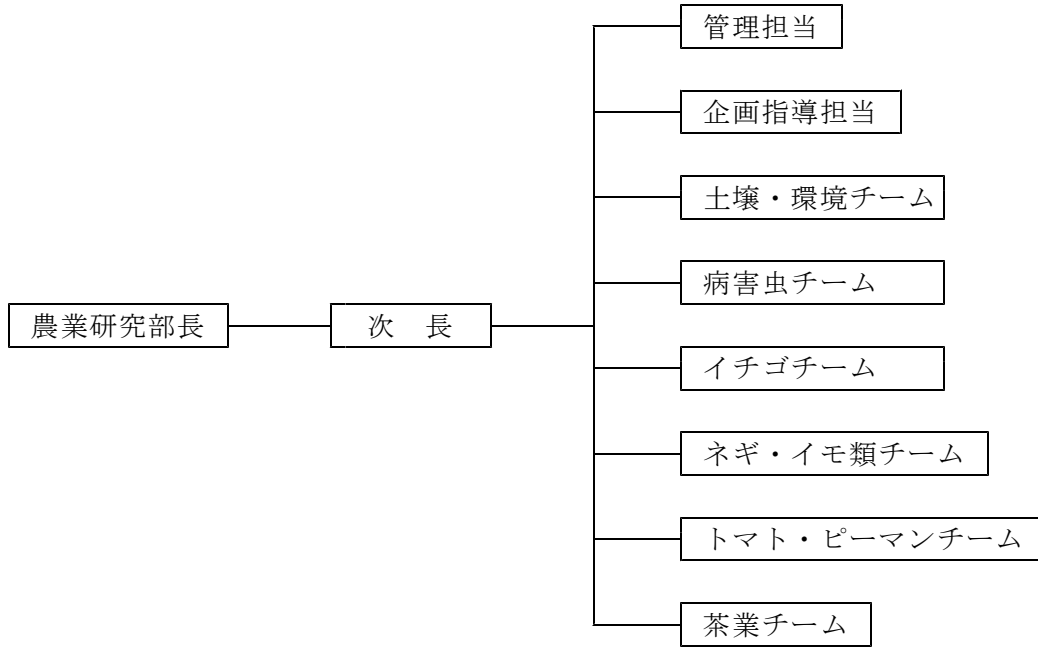 管理担当
企画指導担当
土壌・環境チーム
病害虫チーム
農業研究部長
次 長
イチゴチーム
ネギ・イモ類チーム
トマト・ピーマンチーム
茶業チーム